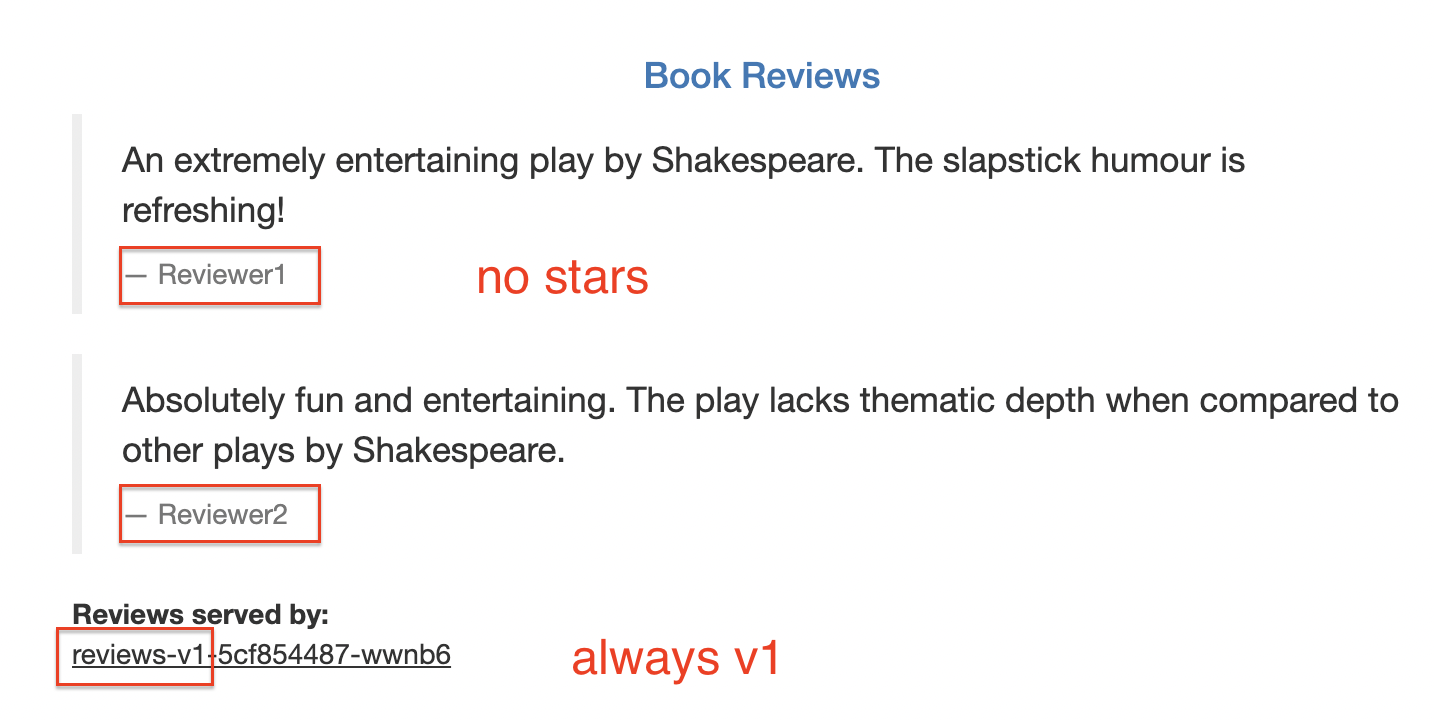 Book Reviews
An extremely entertaining play by Shakespeare. The slapstick humour is
refreshing!
— Reviewer1
no stars
Absolutely fun and entertaining. The play lacks thematic depth when compared to
other plays by Shakespeare.
— Reviewer2
Reviews served by:
reviews-v1-5cf854487-wwnb6
always v1